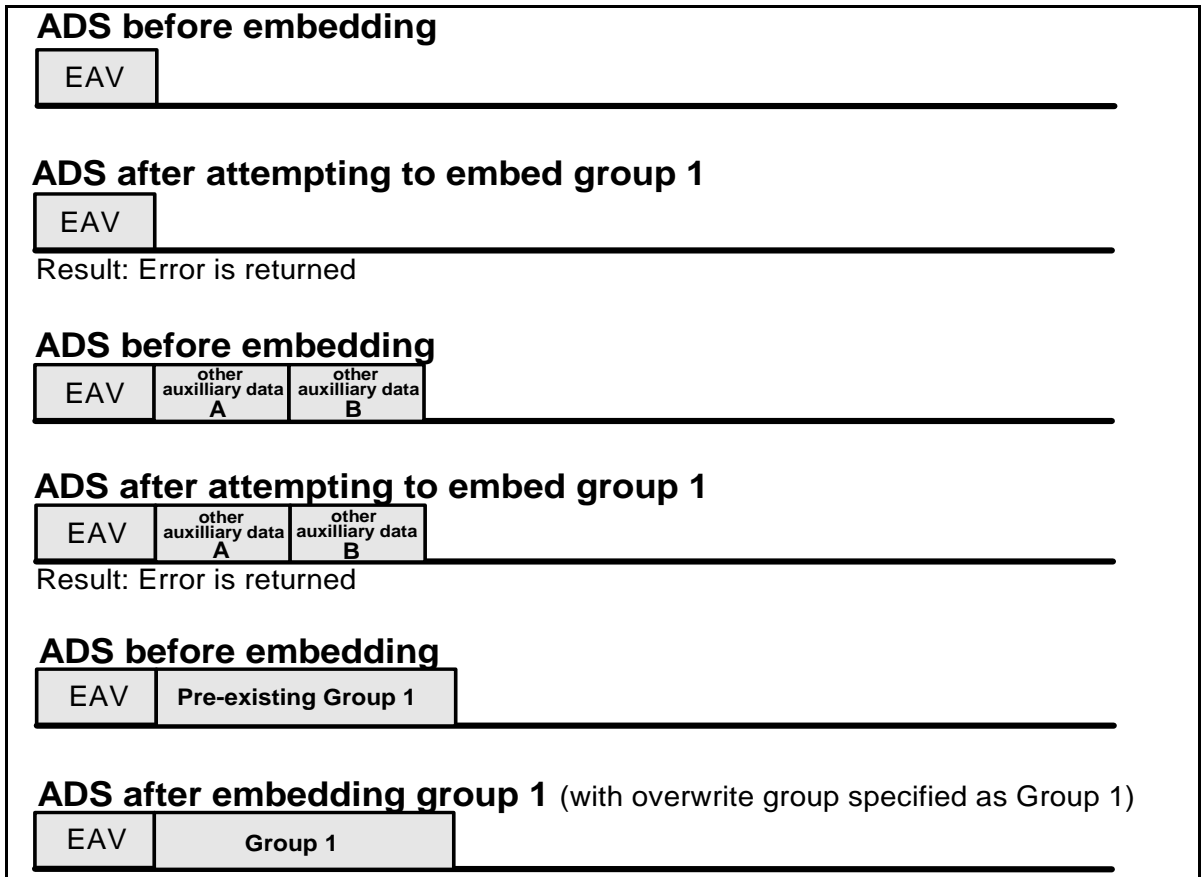 ADS before embedding
EAV
ADS after attempting to embed group 1
EAV
Result: Error is returned
ADS before embedding
EAV
other
auxilliary data
A
other
auxilliary data
B
ADS after attempting to embed group 1
EAV
other
auxilliary data
A
other
auxilliary data
B
Result: Error is returned
ADS before embedding
EAV
Pre-existing Group 1
ADS after embedding group 1 (with overwrite group specified as Group 1)
EAV
Group 1